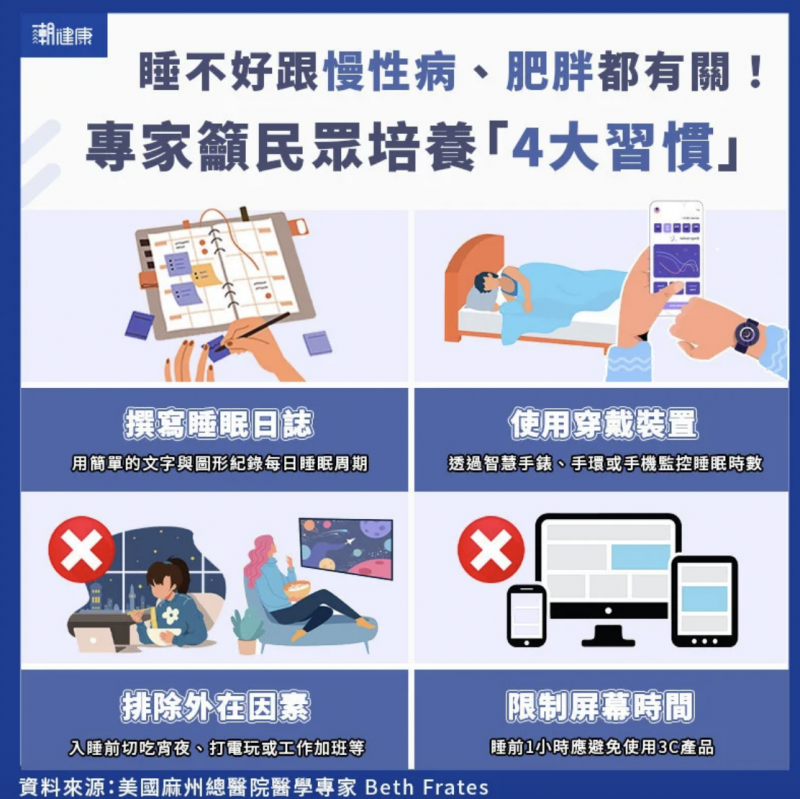 潮健康
睡不好跟慢性病、肥胖都有關！
專家籲民眾培養「4大習慣」
撰寫睡眠日誌
用簡單的文字與圖形紀錄每日睡眠周期
使用穿戴裝置
透過智慧手錶、手環或手機監控睡眠時數
排除外在因素
入睡前切吃宵夜、打電玩或工作加班等
限制屏幕時間
睡前1小時應避免使用3C產品
資料來源:美國麻州總醫院醫學專家 Beth Frates